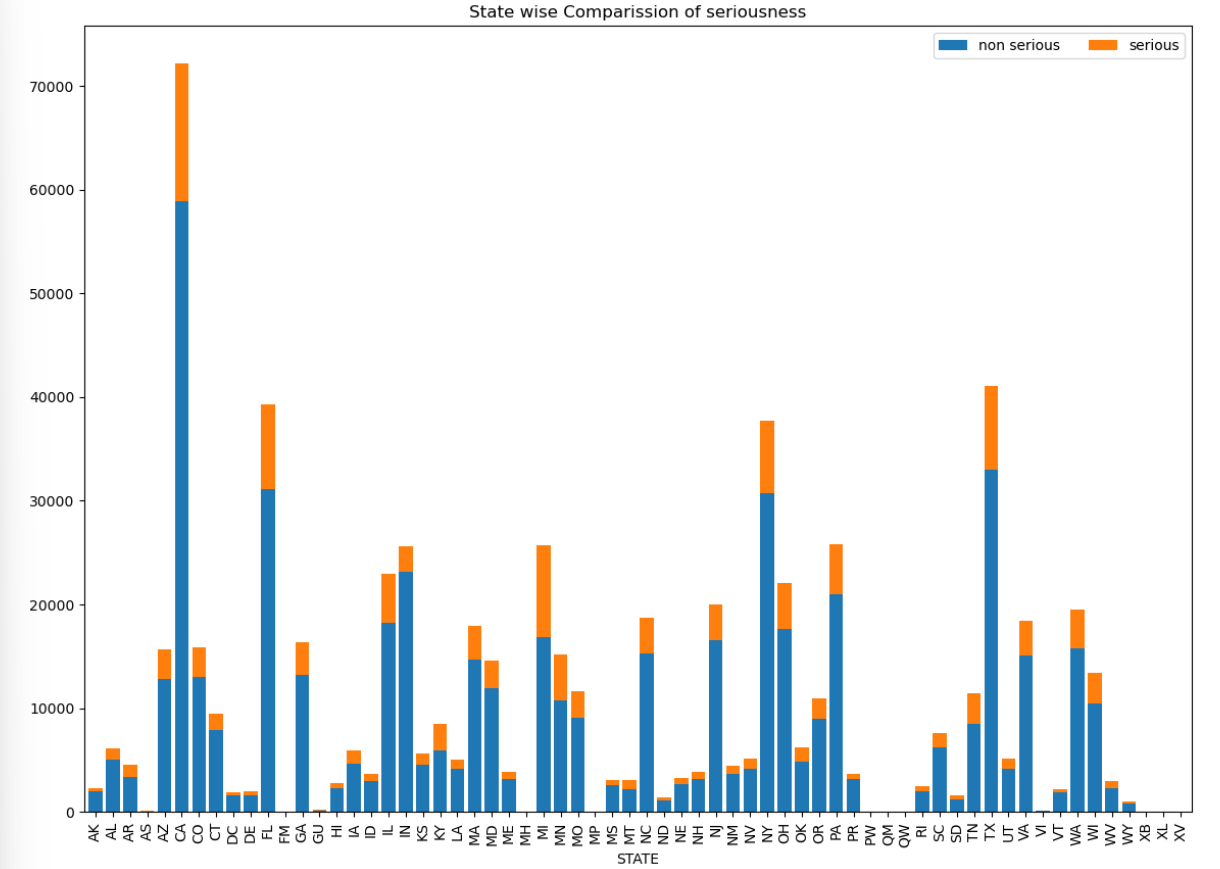 State wise Comparission of seriousness
non serious serious
70000
60000
50000
40000
30000
20000
10000
0
AK AL AR AS AZ CA CO CT DC DE FL FM GA GU HI IA ID IL IN KS KY LA MA MD ME MH MI MN MO MP MS MT NC ND NE NH NJ NM NV NY OH OK OR PA PR PW QM QW RI SC SD TN TX UT VA VI VT WA WI WV WY XB XL XV
STATE